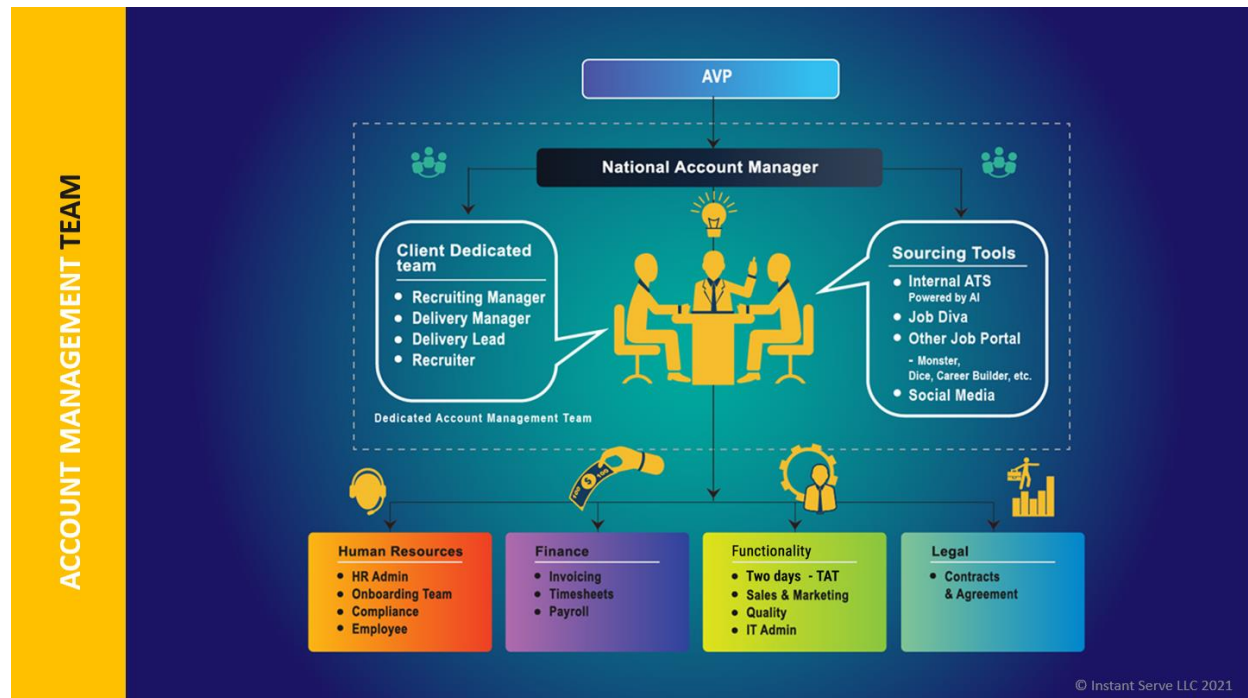 ACCOUNT MANAGEMENT TEAM
AVP
National Account Manager
Client Dedicated
team
Recruiting Manager
Delivery Manager
Delivery Lead
Recruiter
Dedicated Account Management Team
Sourcing Tools
Internal ATS
Powered by AI
Job Diva
Other Job Portal
- Monster,
Dice, Career Builder, etc.
Social Media
Human Resources
HR Admin
Onboarding Team
Compliance
Employee
Finance
Invoicing
Timesheets
Payroll
Functionality
Two days - TAT
Sales & Marketing
Quality
IT Admin
Legal
Contracts
& Agreement
© Instant Serve LLC 2021